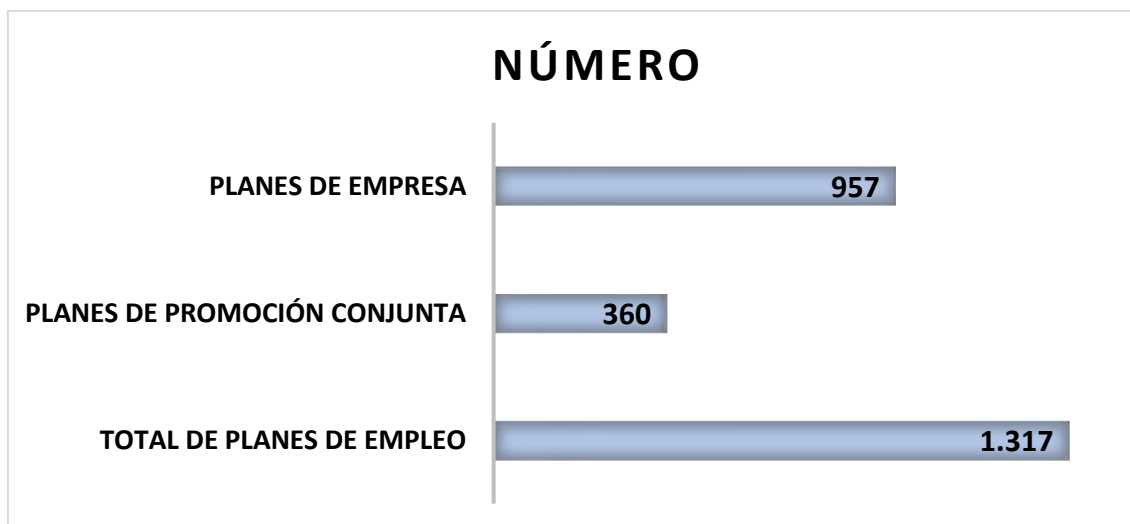 NÚMERO
PLANES DE EMPRESA 957
PLANES DE PROMOCIÓN CONJUNTA 360
TOTAL DE PLANES DE EMPLEO 1.317